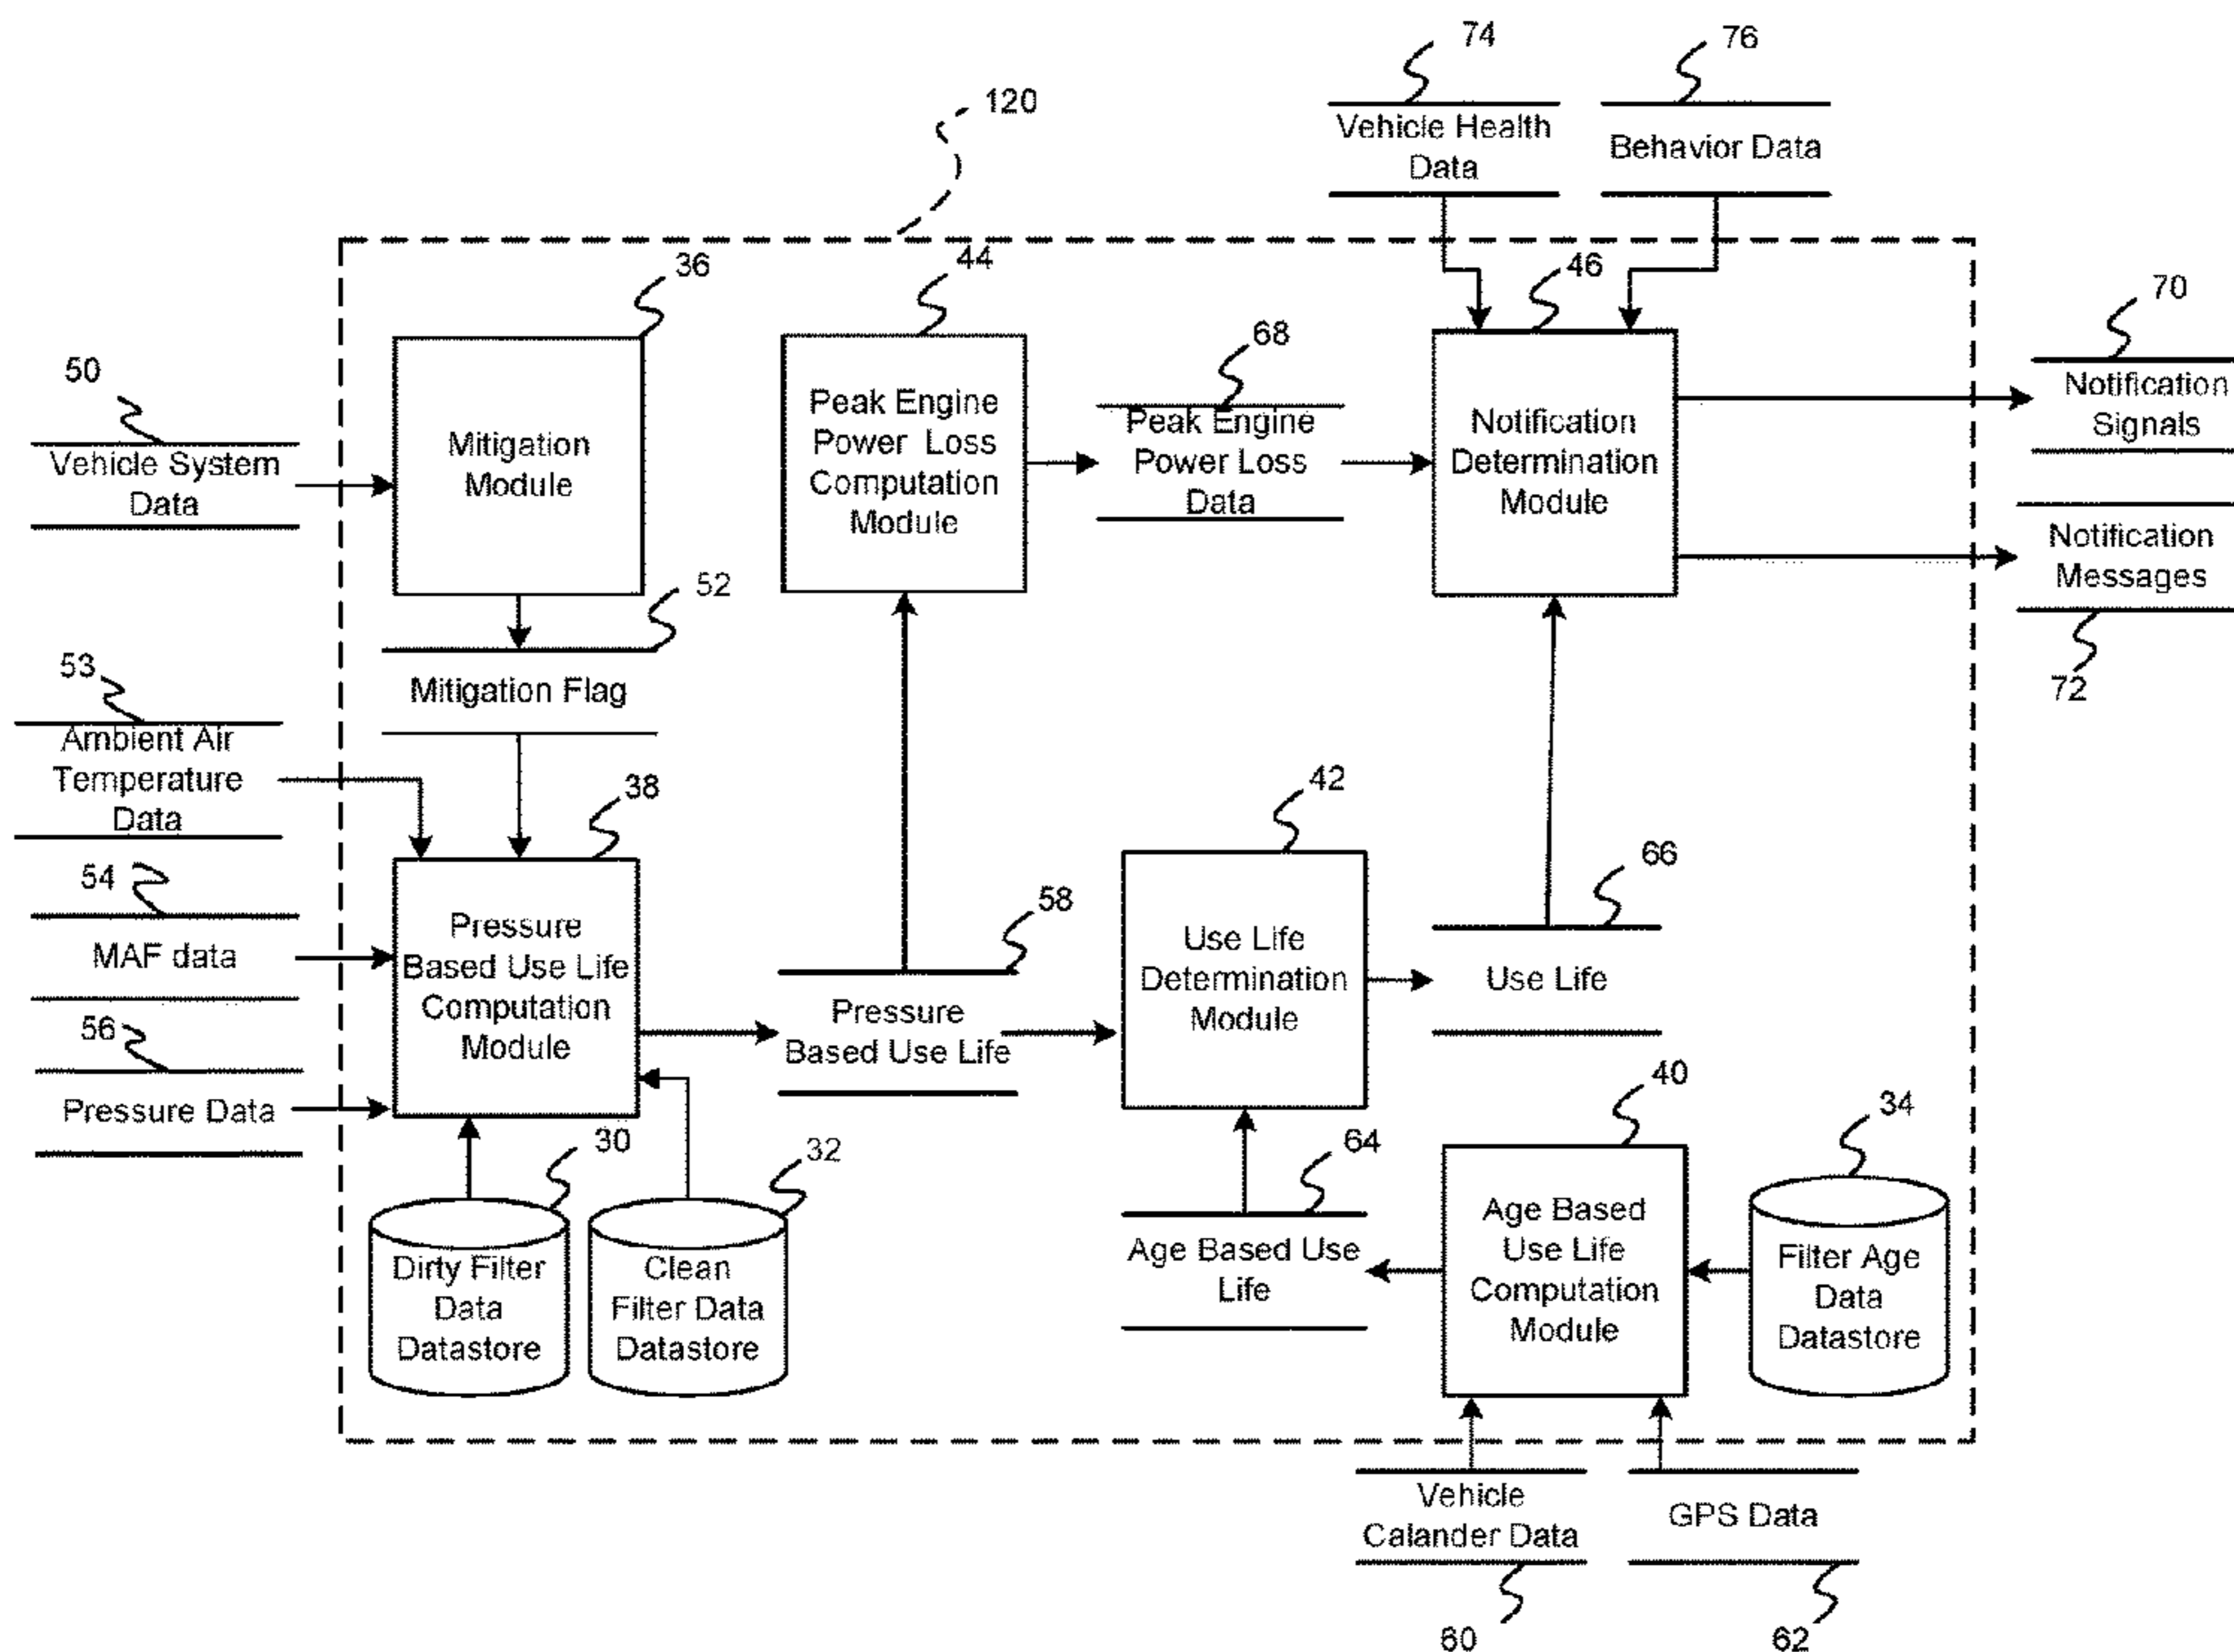 74
76
120
Vehicle Health
Data
Behavior Data
36
44
46
70
50
68
Notification
Signals
Vehicle System
Data
Mitigation
Module
Peak Engine
Power Loss
Computation
Module
Peak Engine
Power Loss
Data
Notification
Determination
Module
Notification
Messages
72
52
53
Mitigation Flag
Ambient Air
Temperature
Data
38
42
54
66
MAF data
Pressure
Based Use Life
Computation
Module
58
Use Life
Determination
Module
Use Life
56
Pressure
Based Use Life
Pressure Data
40
34
30
32
64
Dirty Filter
Data
Datastore
Clean
Filter Data
Datastore
Age Based Use
Life
Age Based
Use Life
Computation
Module
Filter Age
Data
Datastore
Vehicle
Calander Data
GPS Data
60
62